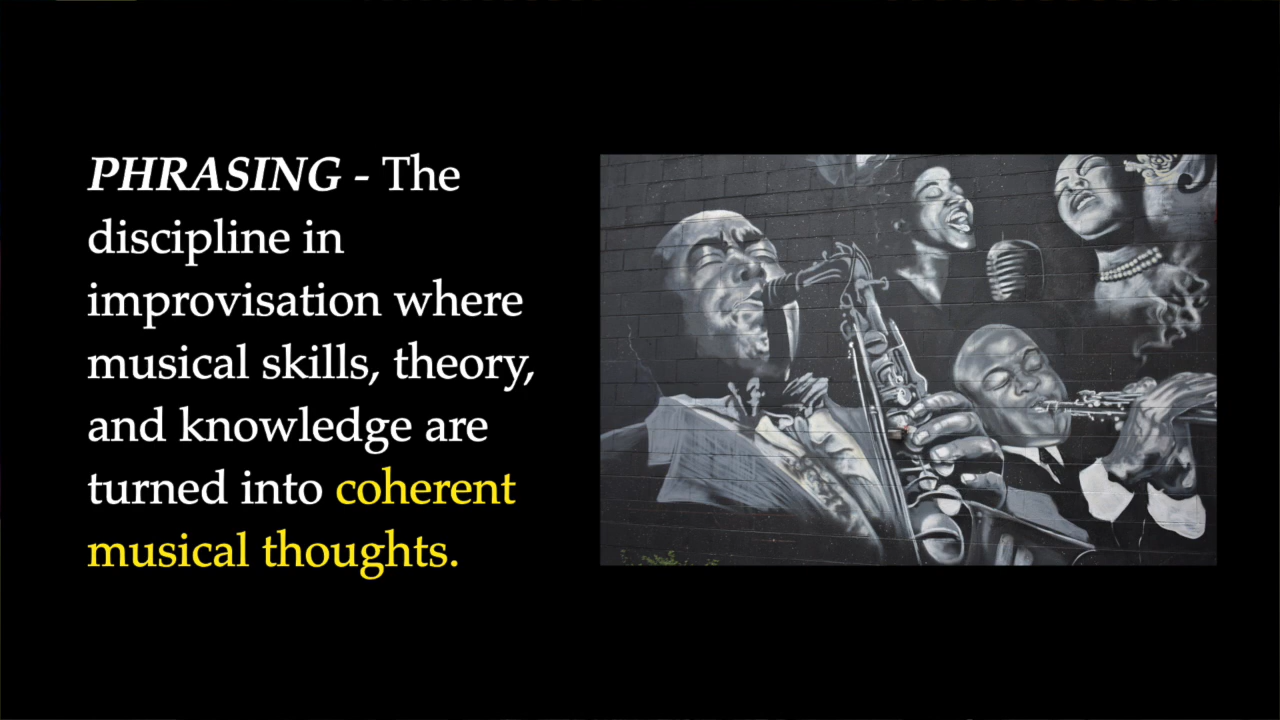 PHRASING - The
discipline in
improvisation where
musical skills, theory,
and knowledge are
turned into coherent
musical thoughts.